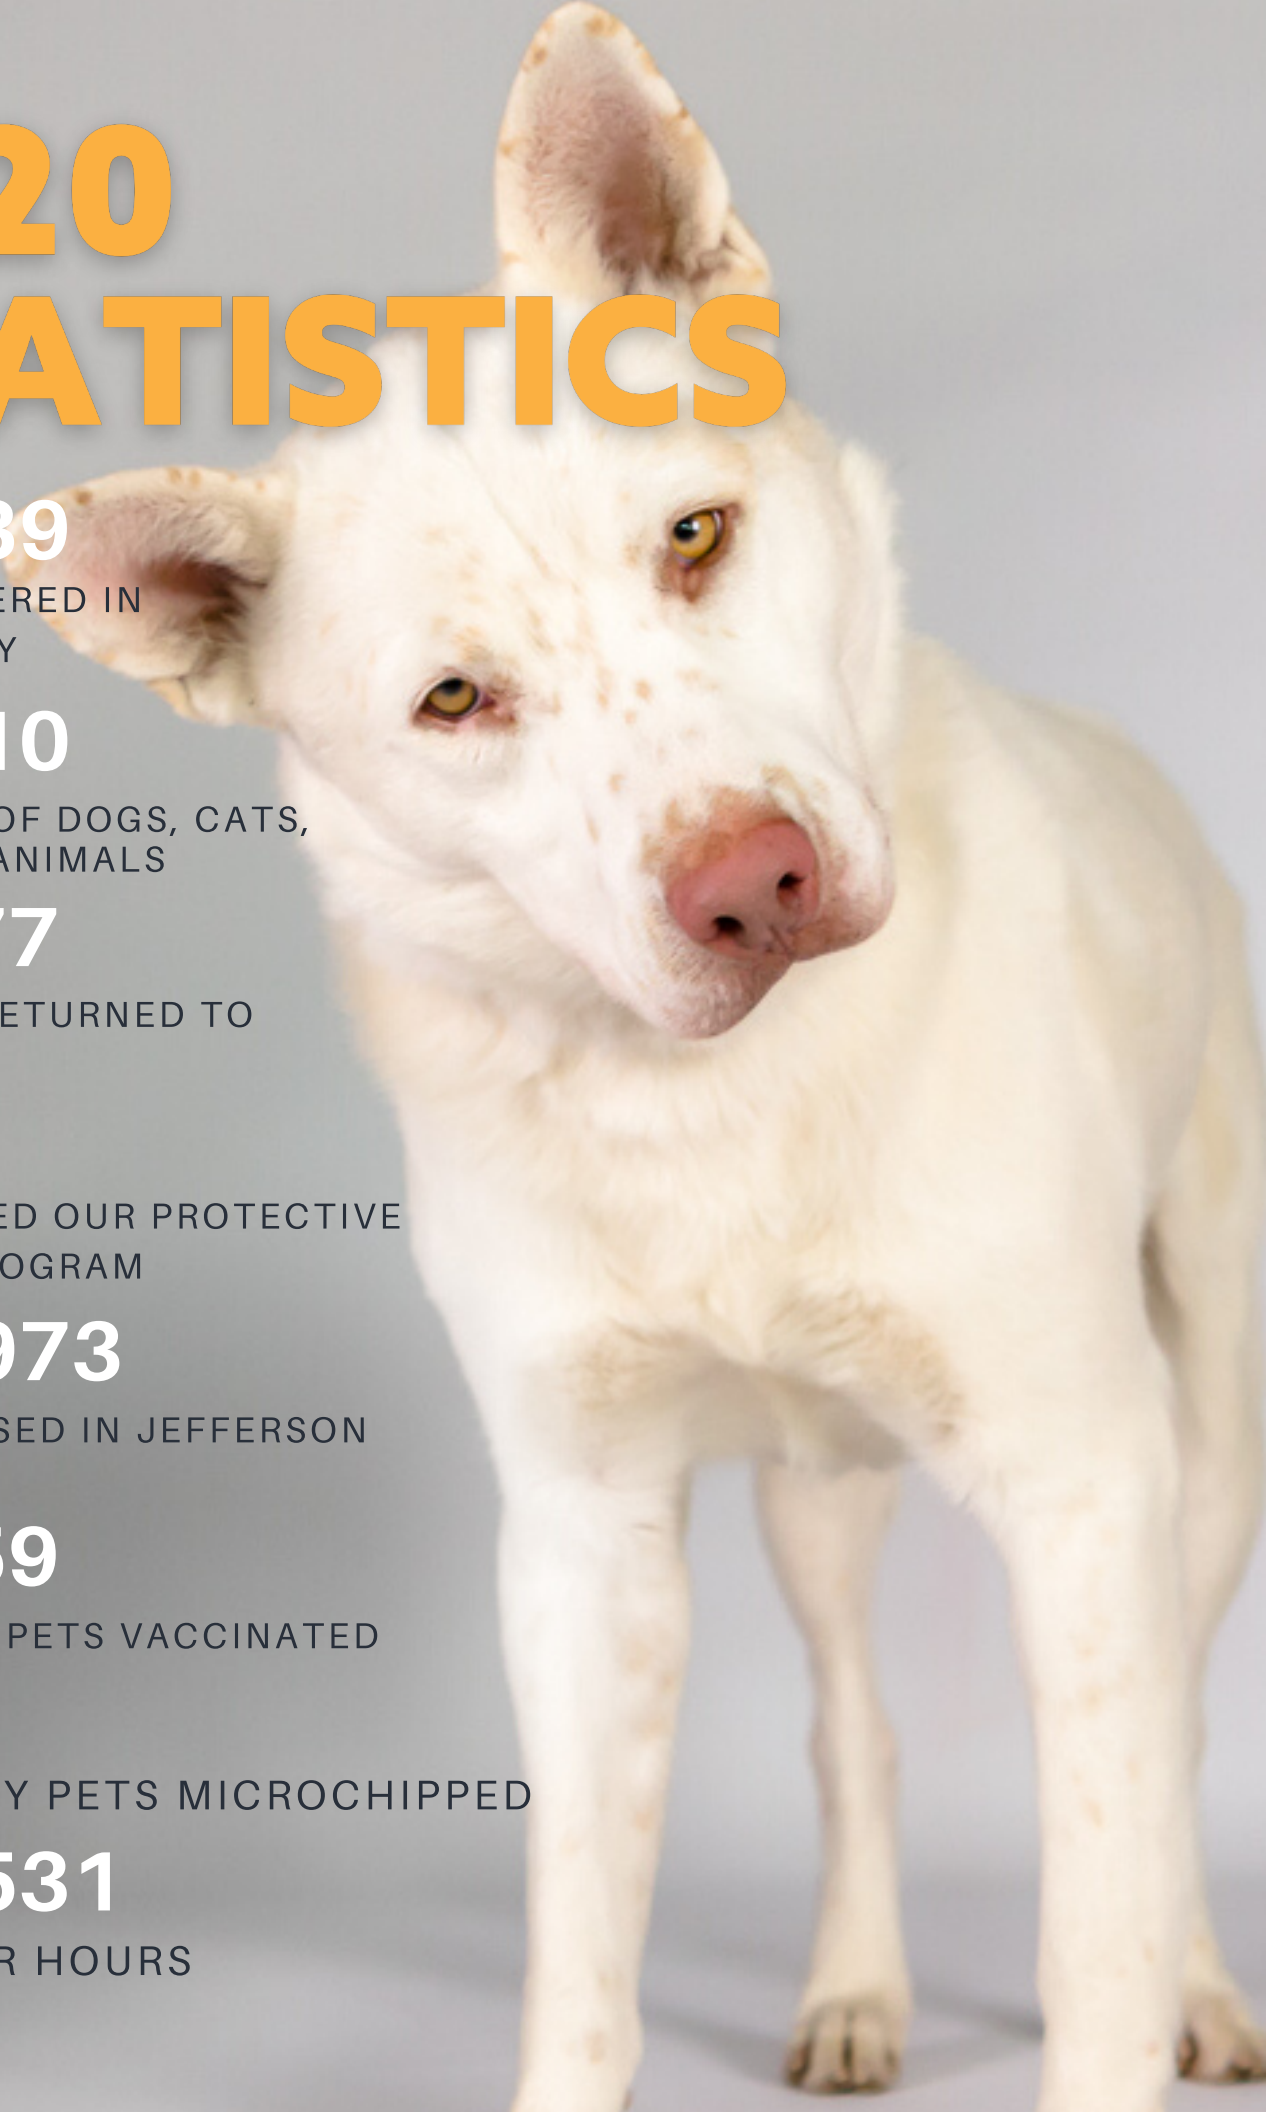 20
ATISTICS
39
ERED IN
Y
10
OF DOGS, CATS,
ANIMALS
77
ETURNED TO
ED OUR PROTECTIVE
OGRAM
973
SED IN JEFFERSON
59
PETS VACCINATED
Y PETS MICROCHIPPED
531
R HOURS